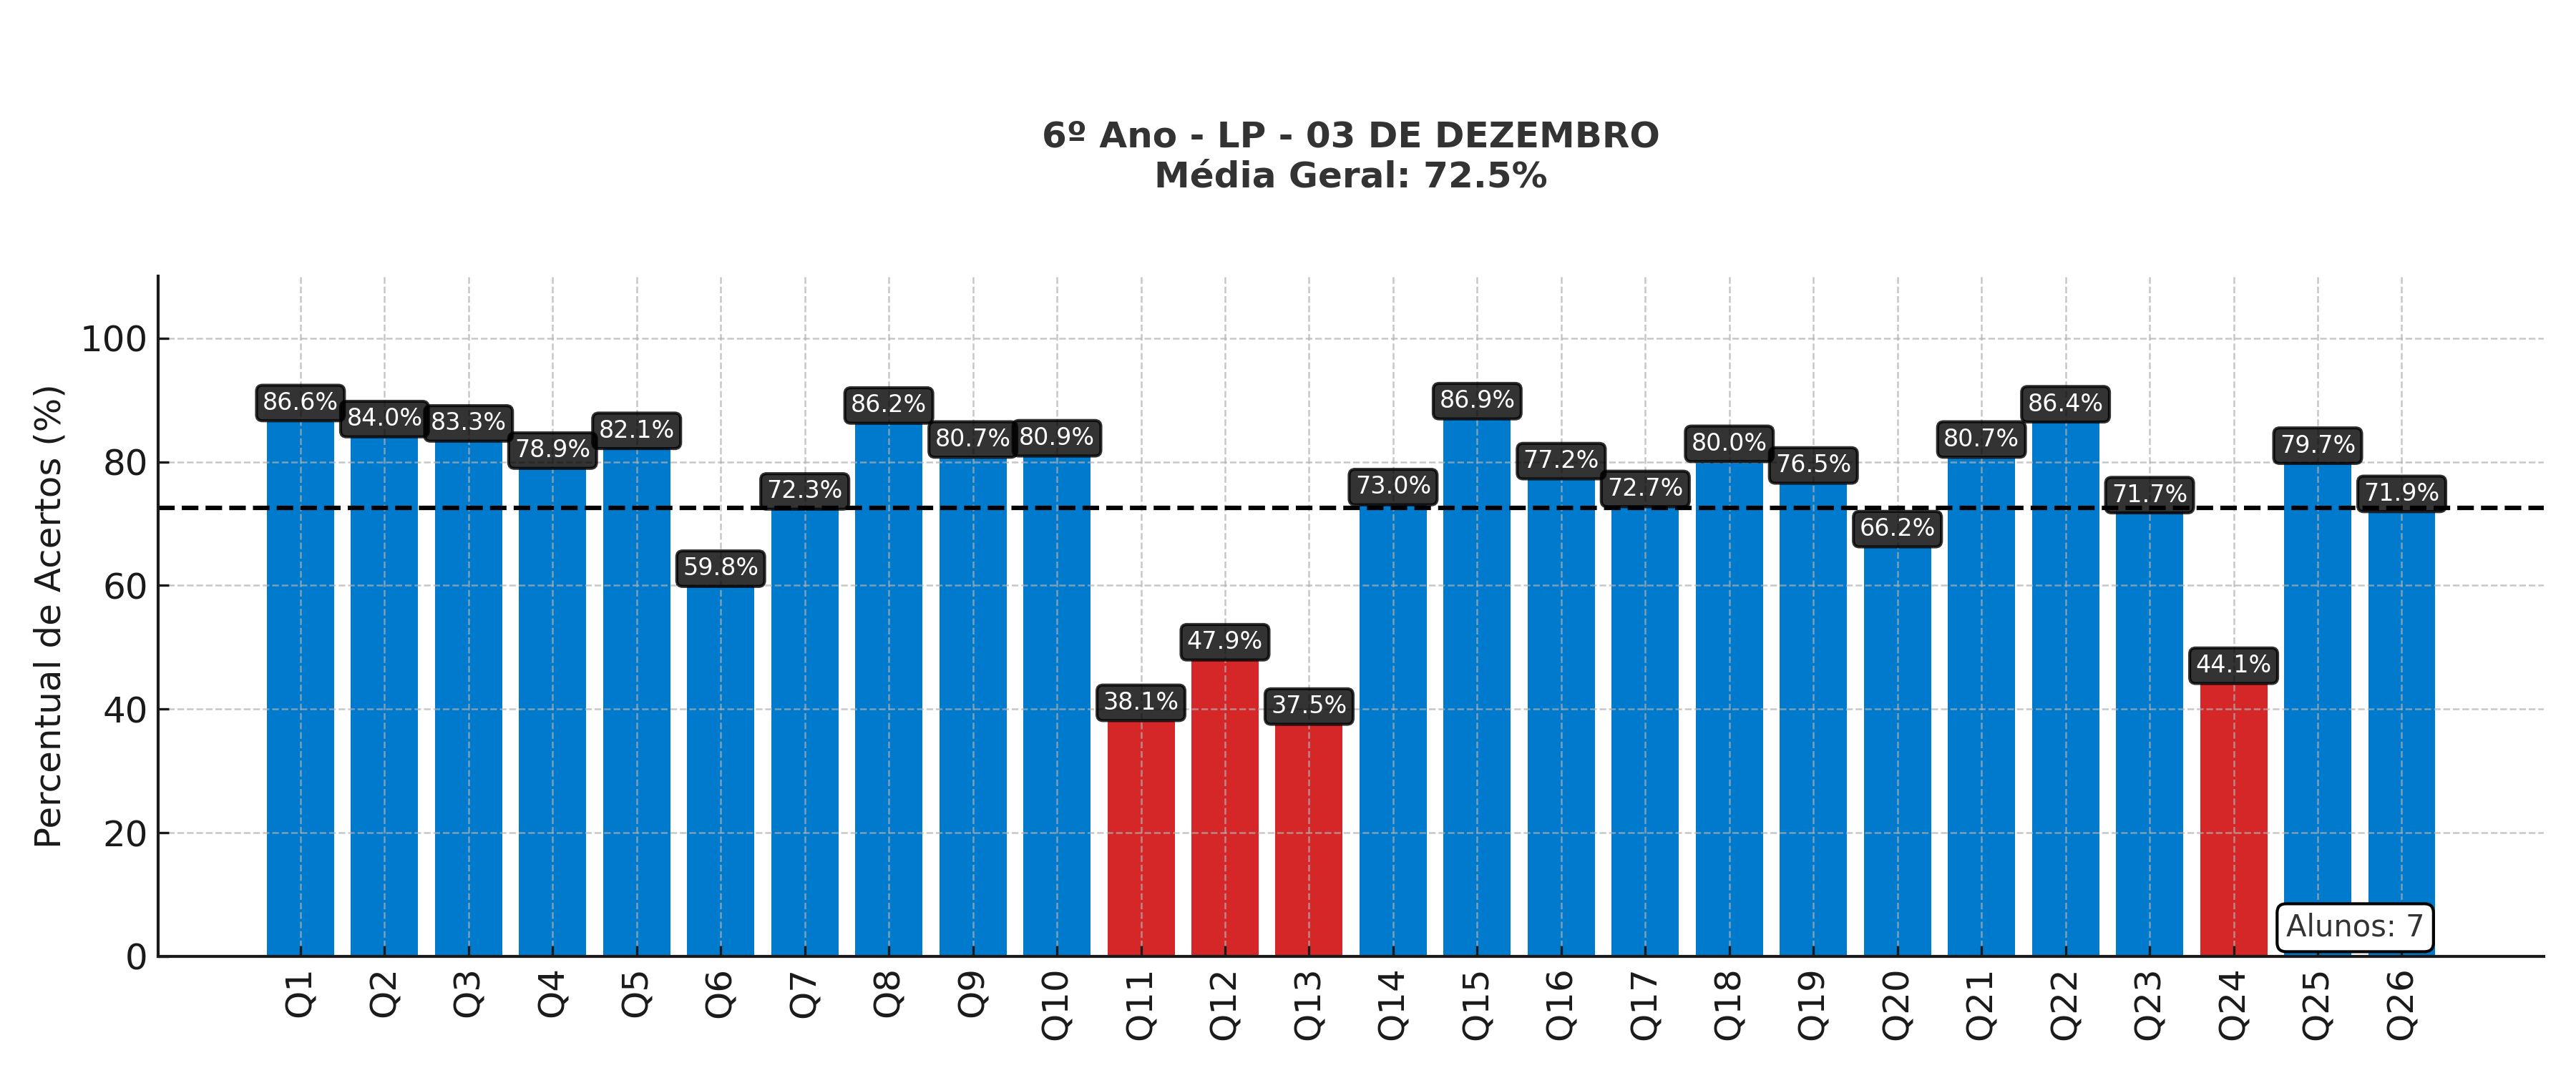 6º Ano - LP - 03 DE DEZEMBRO
Média Geral: 72.5%
Percentual de Acertos (%)
100
80
60
40
20
0
86.6%
84.0%
83.3%
78.9%
82.1%
59.8%
72.3%
86.2%
80.7%
80.9%
38.1%
47.9%
37.5%
73.0%
86.9%
77.2%
72.7%
80.0%
76.5%
66.2%
80.7%
86.4%
71.7%
44.1%
79.7%
71.9%
Alunos: 7
Q1
Q2
Q3
Q4
Q5
Q6
Q7
Q8
Q9
Q10
Q11
Q12
Q13
Q14
Q15
Q16
Q17
Q18
Q19
Q20
Q21
Q22
Q23
Q24
Q25
Q26